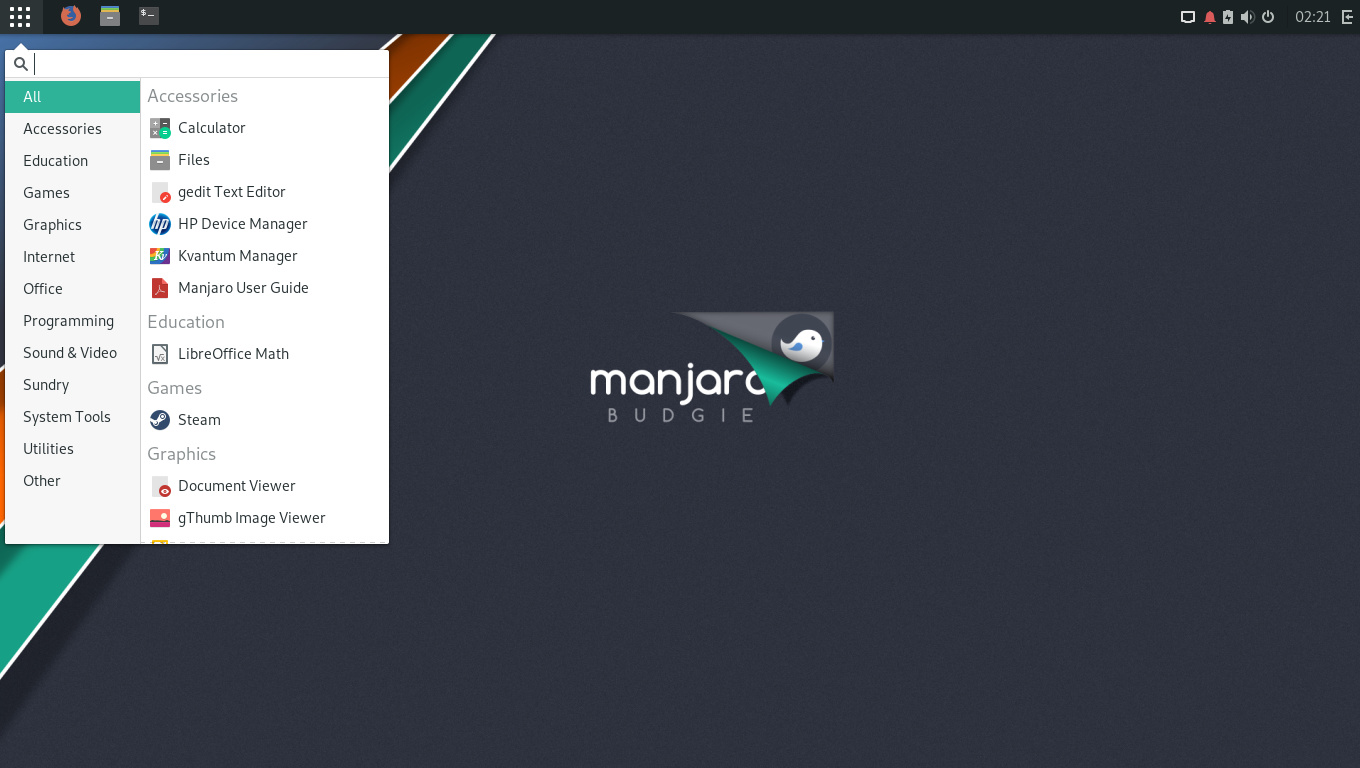 $ _
02:21
All
Accessories
Education
Games
Graphics
Internet
Office
Programming
Sound & Video
Sundry
System Tools
Utilities
Other
Accessories
Calculator
Files
gedit Text Editor
hp HP Device Manager
Kv Kvantum Manager
Manjaro User Guide
Education
√x LibreOffice Math
Games
Steam
Graphics
Document Viewer
gThumb Image Viewer
manjaro
BUDGIE